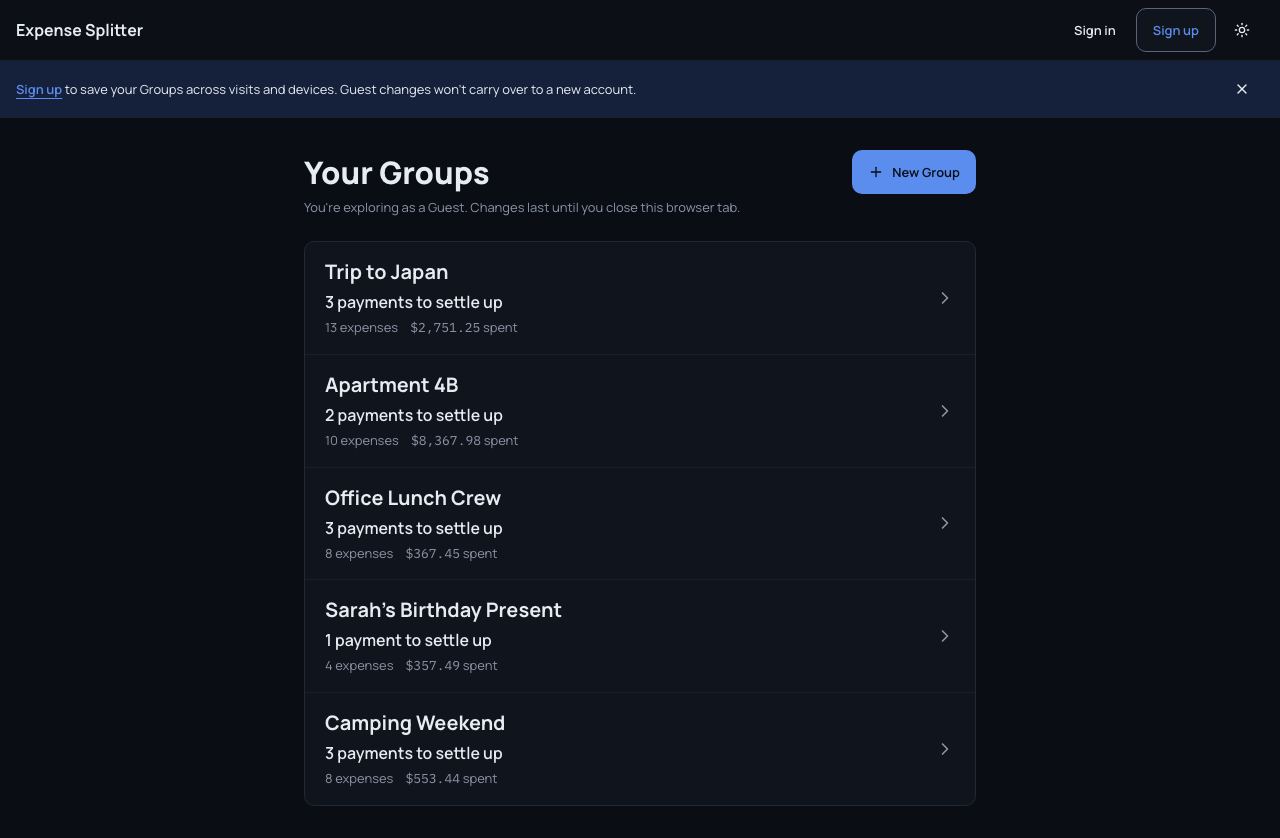 Expense Splitter
Sign in
Sign up
Sign up to save your Groups across visits and devices. Guest changes won't carry over to a new account.
Your Groups
New Group
You're exploring as a Guest. Changes last until you close this browser tab.
Trip to Japan
3 payments to settle up
13 expenses $2,751.25 spent
Apartment 4B
2 payments to settle up
10 expenses $8,367.98 spent
Office Lunch Crew
3 payments to settle up
8 expenses $367.45 spent
Sarah's Birthday Present
1 payment to settle up
4 expenses $357.49 spent
Camping Weekend
3 payments to settle up
8 expenses $553.44 spent